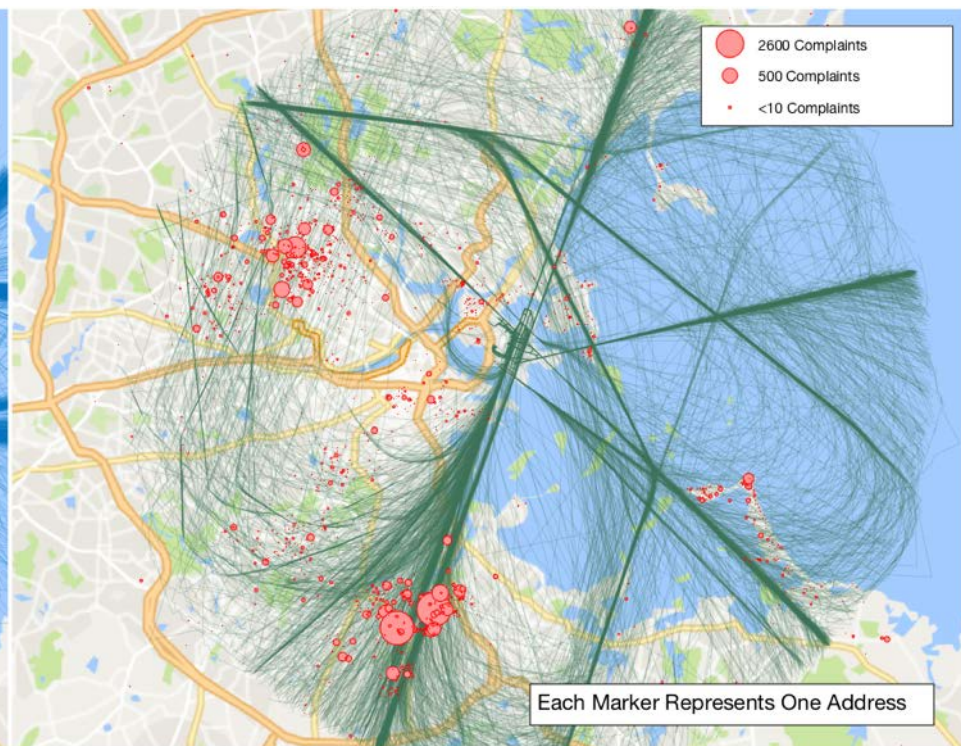 2600 Complaints
500 Complaints
<10 Complaints
Each Marker Represents One Address